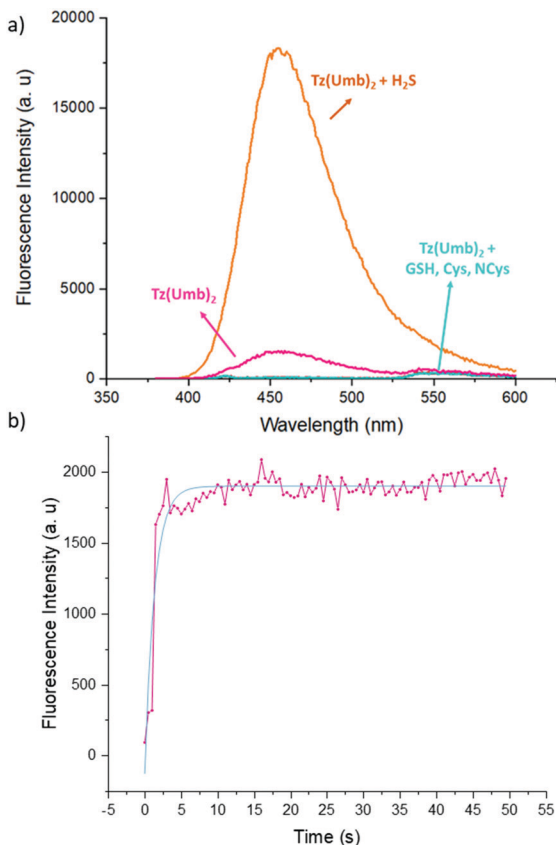 a)
20000
15000
10000
5000
0
Fluorescence Intensity (a. u)
Tz(Umb)₂ + H₂S
Tz(Umb)₂ +
GSH, Cys, NCys
Tz(Umb)₂
350 400 450 500 550 600
Wavelength (nm)
b)
2000
1500
1000
500
0
Fluorescence Intensity (a. u)
-5 0 5 10 15 20 25 30 35 40 45 50 55
Time (s)